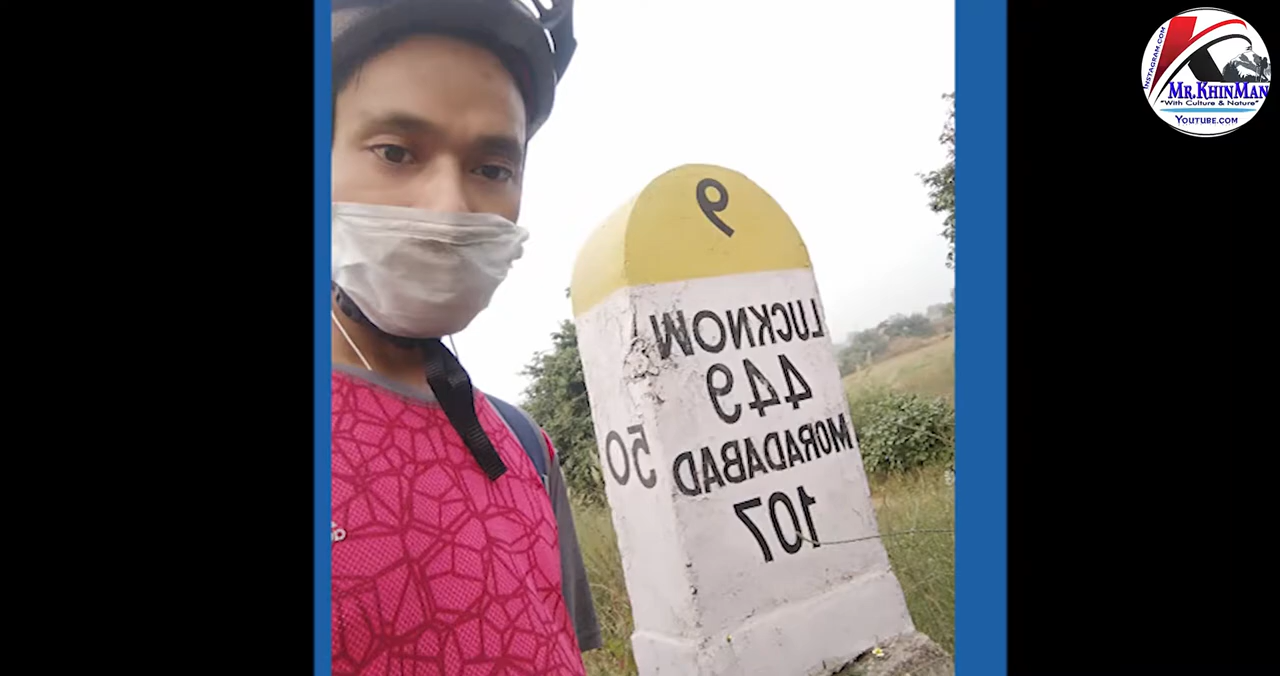 9
LUCKNOW
449
MORADABAD
107
50
INSTAGRAM.COM
MR.KHINMAN
"With Culture & Nature"
YOUTUBE.COM